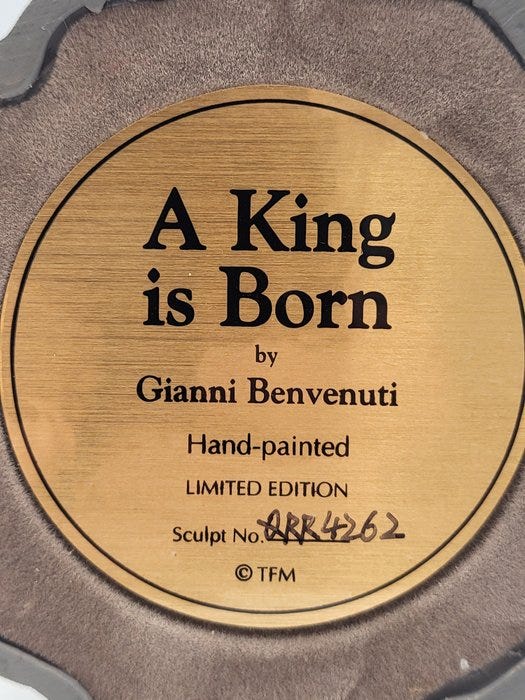 A King
is Born
by
Gianni Benvenuti
Hand-painted
LIMITED EDITION
Sculpt No. QRR4262
© TFM